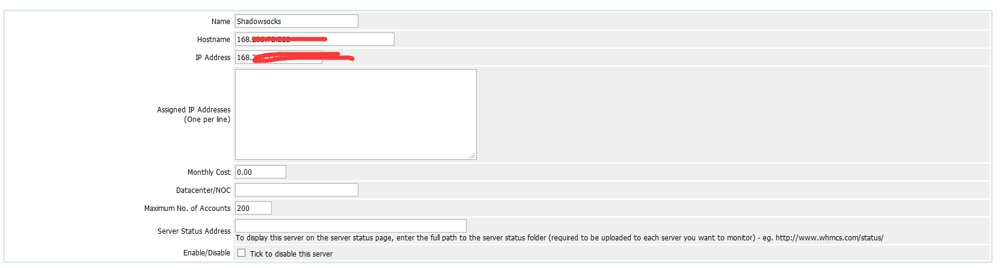 Name Shadowsocks
Hostname 168.
IP Address 168.
Assigned IP Addresses
(One per line)
Monthly Cost 0.00
Datacenter/NOC
Maximum No. of Accounts 200
Server Status Address
To display this server on the server status page, enter the full path to the server status folder (required to be uploaded to each server you want to monitor) - eg. http://www.whmcs.com/status/
Enable/Disable Tick to disable this server